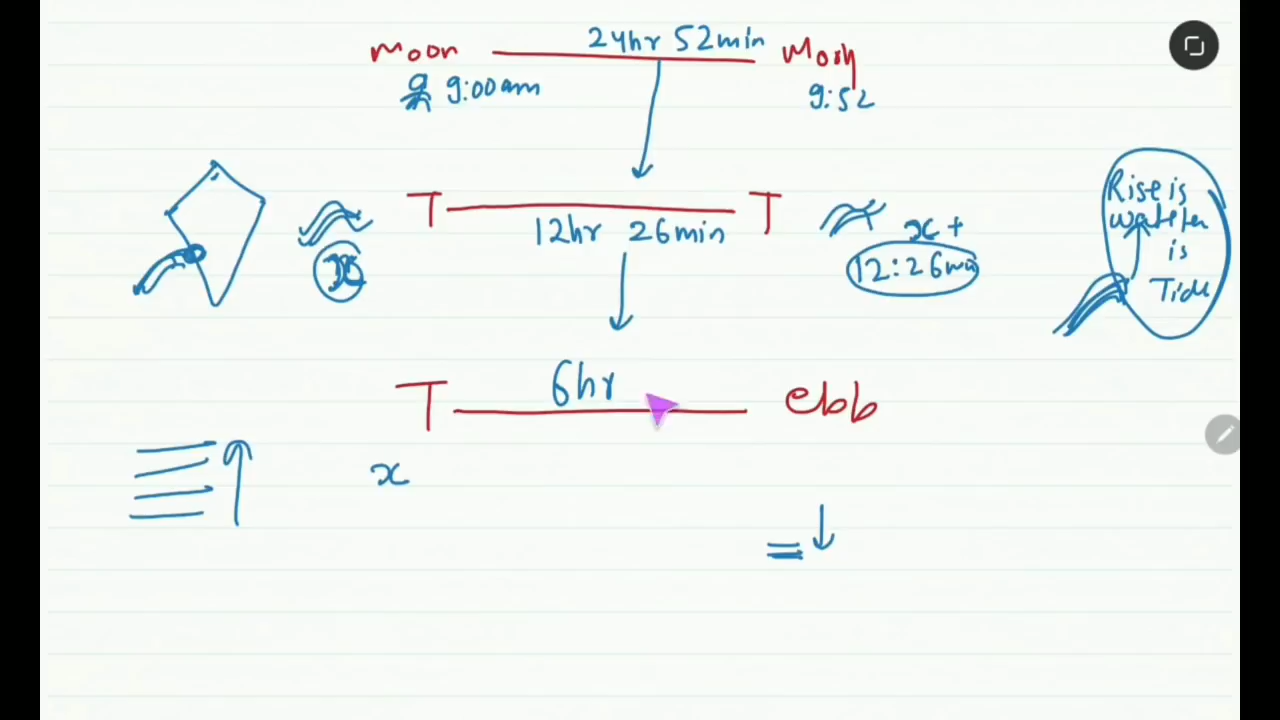 moon 24hr 52min Moon
9:00am 9:52
T T
12hr 26min x +
12:26min
Rise is
water
is
Tide
T 6hr ebb
x